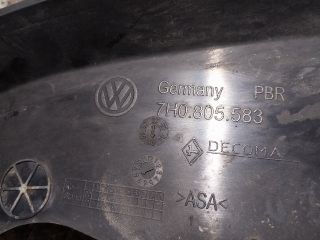 Germany PBR
7H0.805.583
DECOMA
>ASA<